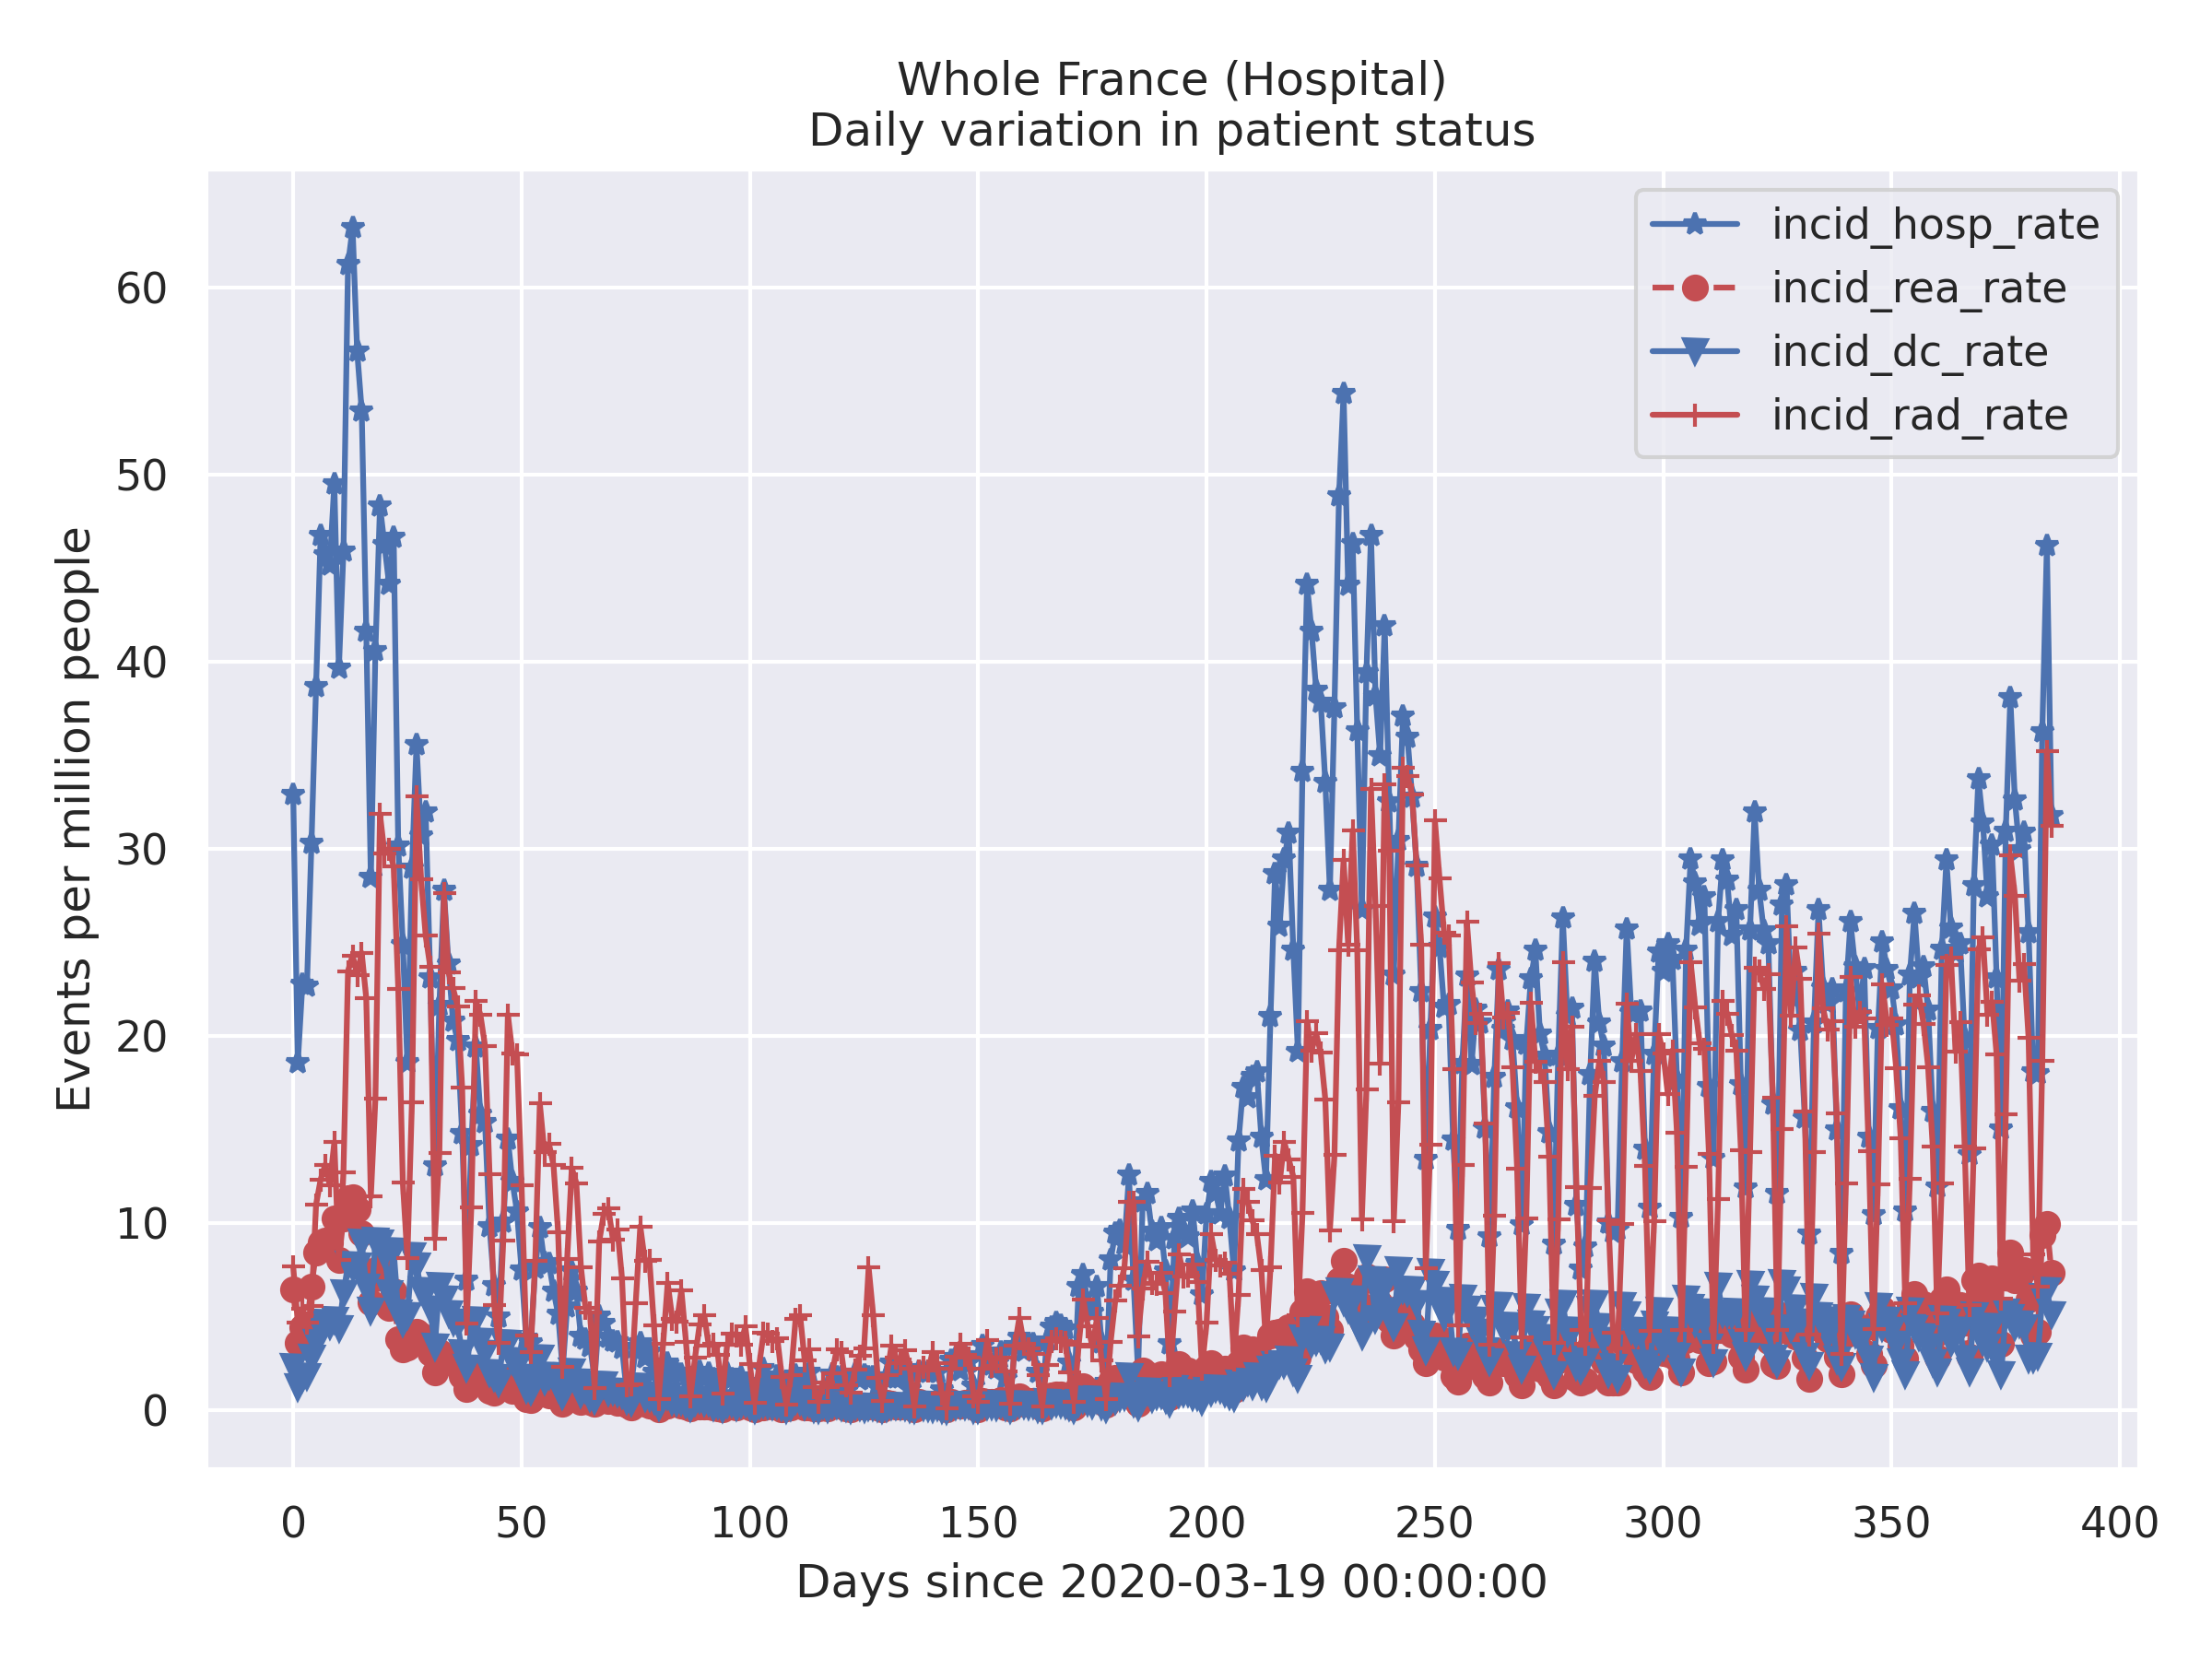 Whole France (Hospital)
Daily variation in patient status
incid_hosp_rate
incid_rea_rate
incid_dc_rate
incid_rad_rate
Events per million people
60
50
40
30
20
10
0
0 50 100 150 200 250 300 350 400
Days since 2020-03-19 00:00:00